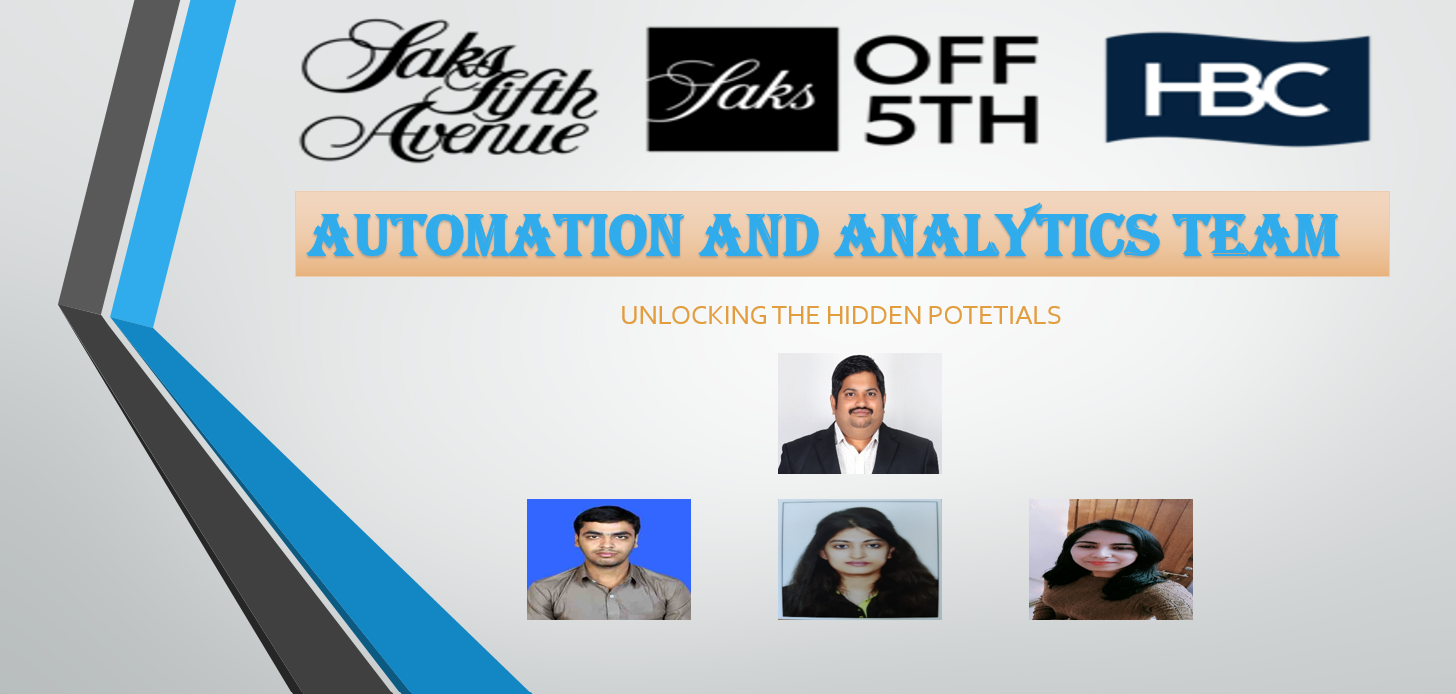 Saks
Fifth
Avenue
Saks
OFF
5TH
HBC
AUTOMATION AND ANALYTICS TEAM
UNLOCKING THE HIDDEN POTETIALS